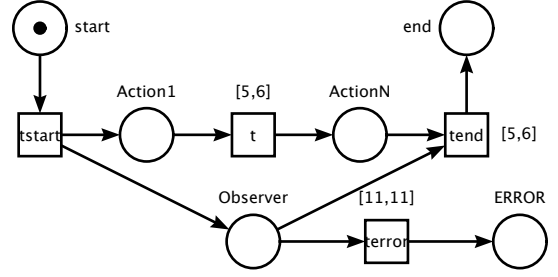 start
end
Action1
[5,6]
ActionN
tstart
t
tend
[5,6]
Observer
[11,11]
ERROR
terror